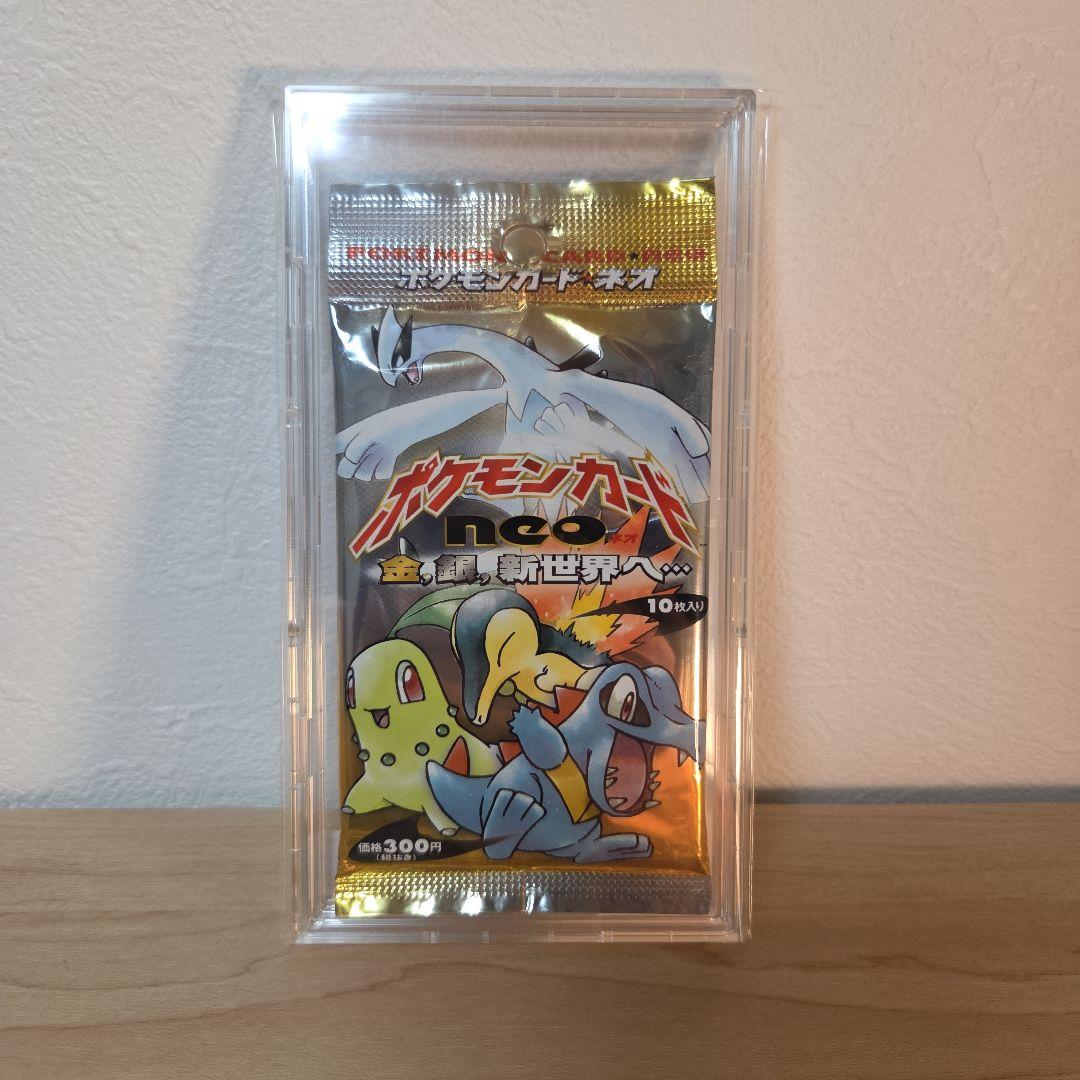 POKÉMON CARD★neo
ポケモンカード★ネオ
ポケモンカード
neo ネオ
金，銀，新世界へ…
10枚入り
価格300円
(税抜き)